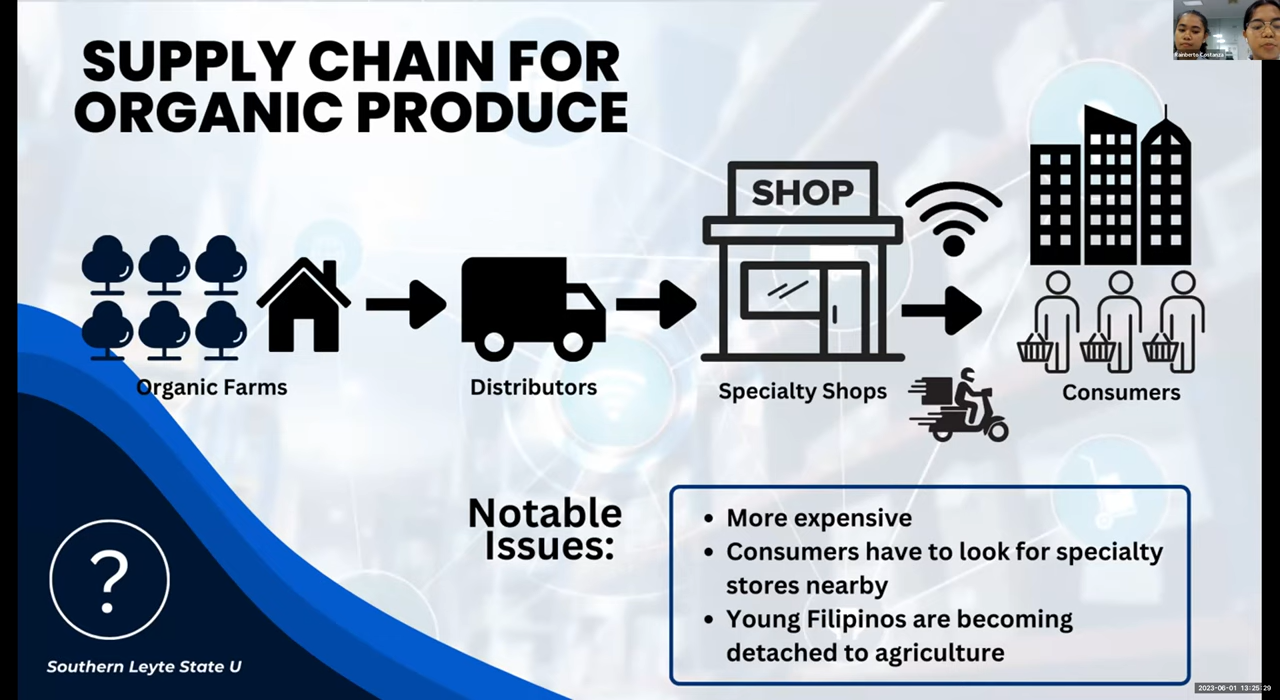 SUPPLY CHAIN FOR
ORGANIC PRODUCE
SHOP
Organic Farms
Distributors
Specialty Shops
Consumers
Notable
Issues:
• More expensive
• Consumers have to look for specialty
stores nearby
• Young Filipinos are becoming
detached to agriculture
?
Southern Leyte State U
Rainberto Costanza
2023-06-01 13:25:29